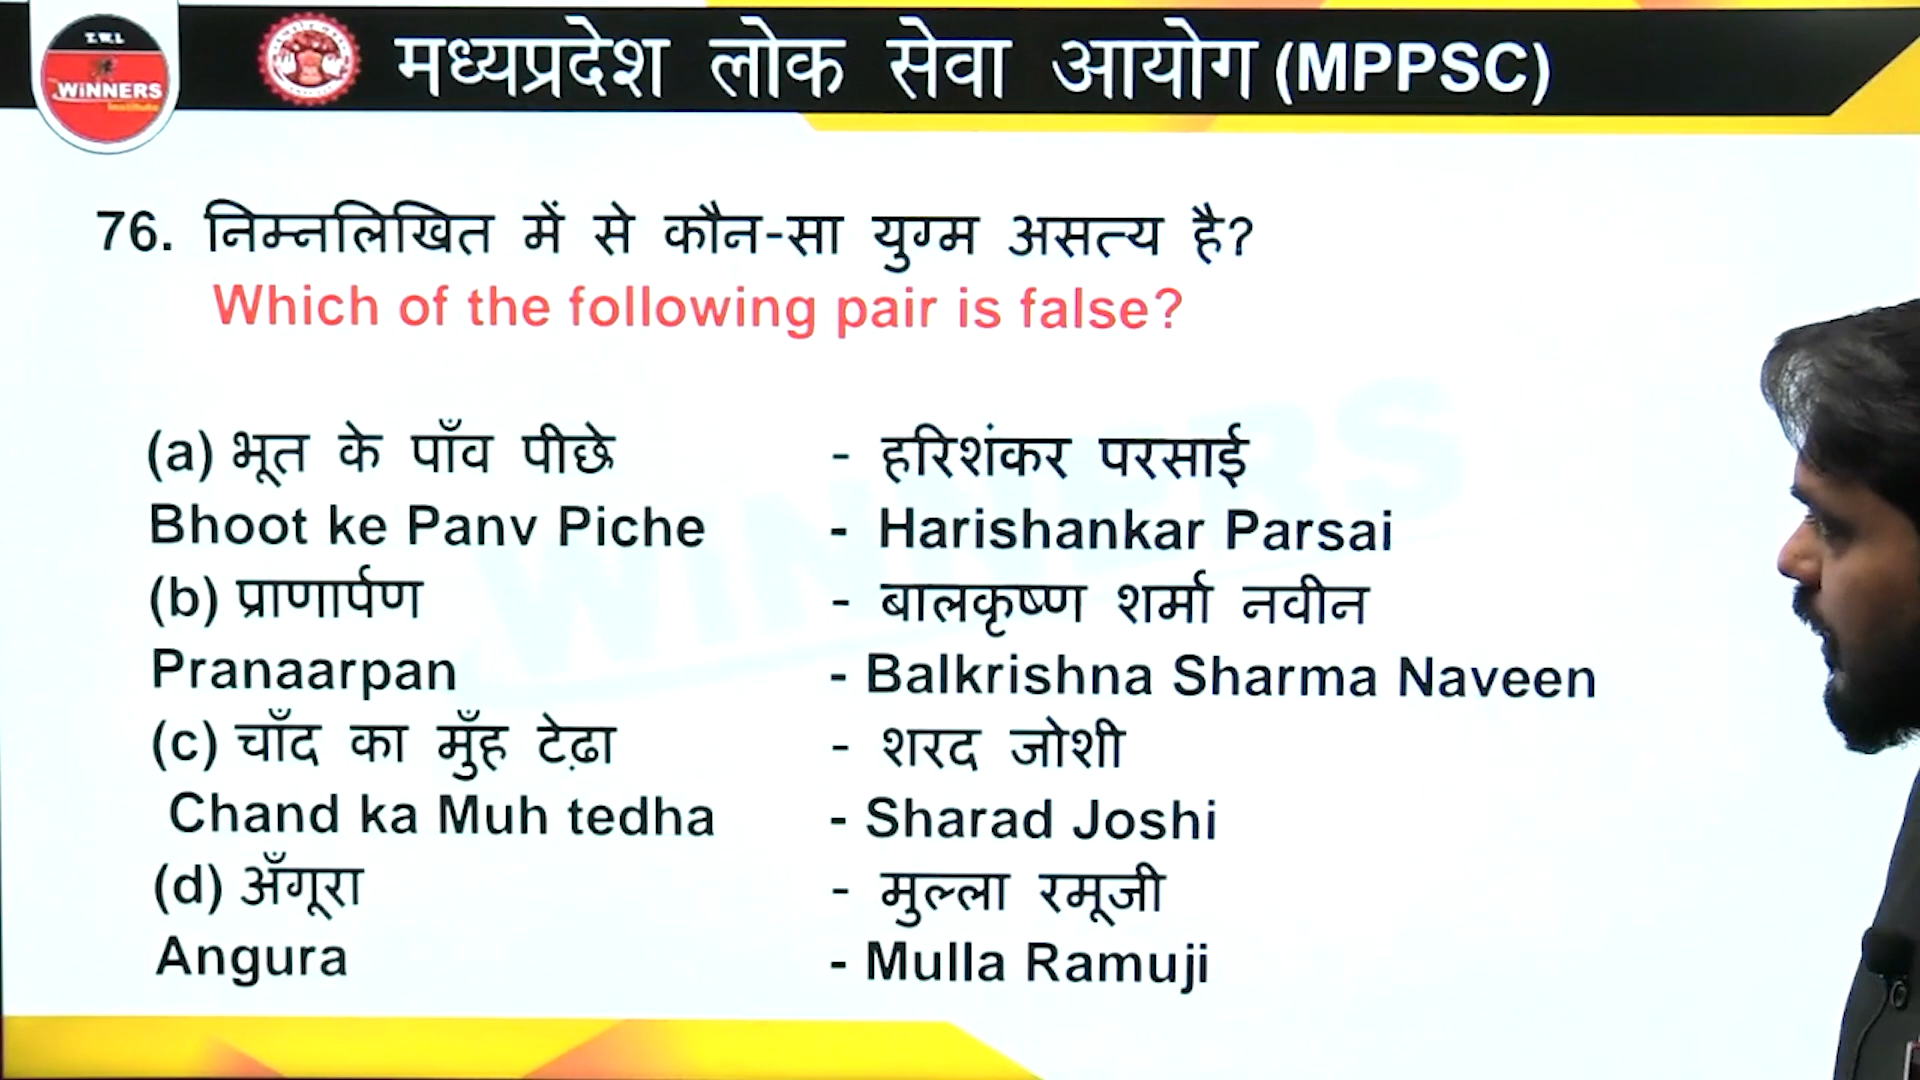 T.W.I.
WiNNERS
Institute
मध्यप्रदेश लोक सेवा आयोग (MPPSC)
76. निम्नलिखित में से कौन-सा युग्म असत्य है?
Which of the following pair is false?
(a) भूत के पाँव पीछे - हरिशंकर परसाई
Bhoot ke Panv Piche - Harishankar Parsai
(b) प्राणार्पण - बालकृष्ण शर्मा नवीन
Pranaarpan - Balkrishna Sharma Naveen
(c) चाँद का मुँह टेढ़ा - शरद जोशी
Chand ka Muh tedha - Sharad Joshi
(d) अँगूरा - मुल्ला रमूजी
Angura - Mulla Ramuji
WiNNERS